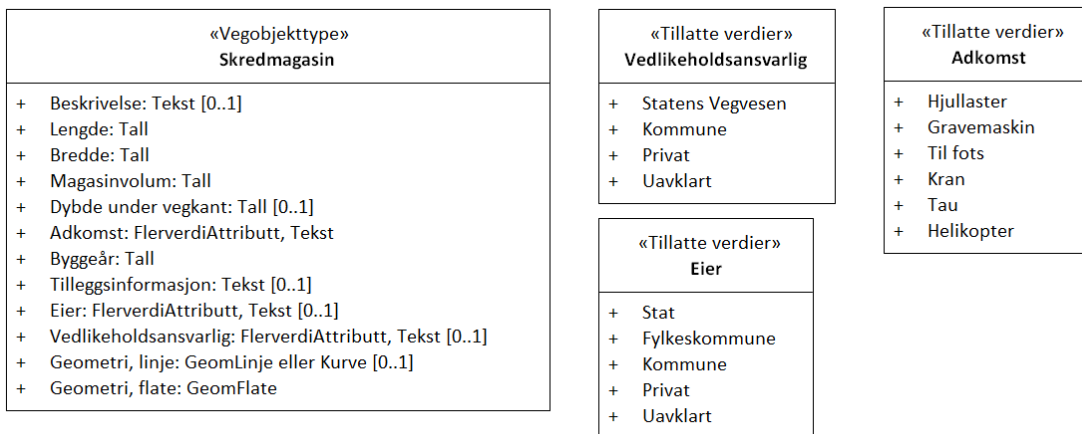 «Vegobjekttype»
Skredmagasin
+ Beskrivelse: Tekst [0..1]
+ Lengde: Tall
+ Bredde: Tall
+ Magasinvolum: Tall
+ Dybde under vegkant: Tall [0..1]
+ Adkomst: FlerverdiAttributt, Tekst
+ Byggeår: Tall
+ Tilleggsinformasjon: Tekst [0..1]
+ Eier: FlerverdiAttributt, Tekst [0..1]
+ Vedlikeholdsansvarlig: FlerverdiAttributt, Tekst [0..1]
+ Geometri, linje: GeomLinje eller Kurve [0..1]
+ Geometri, flate: GeomFlate
«Tillatte verdier»
Vedlikeholdsansvarlig
+ Statens Vegvesen
+ Kommune
+ Privat
+ Uavklart
«Tillatte verdier»
Eier
+ Stat
+ Fylkeskommune
+ Kommune
+ Privat
+ Uavklart
«Tillatte verdier»
Adkomst
+ Hjullaster
+ Gravemaskin
+ Til fots
+ Kran
+ Tau
+ Helikopter